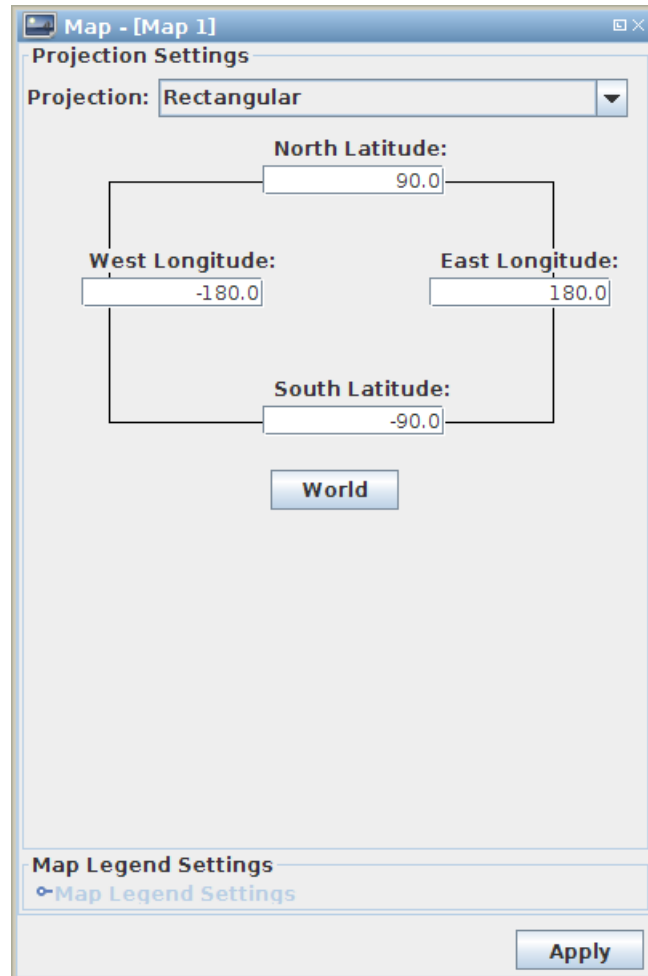 Map - [Map 1]
Projection Settings
Projection: Rectangular
North Latitude:
90.0
West Longitude: East Longitude:
-180.0 180.0
South Latitude:
-90.0
World
Map Legend Settings
Map Legend Settings
Apply